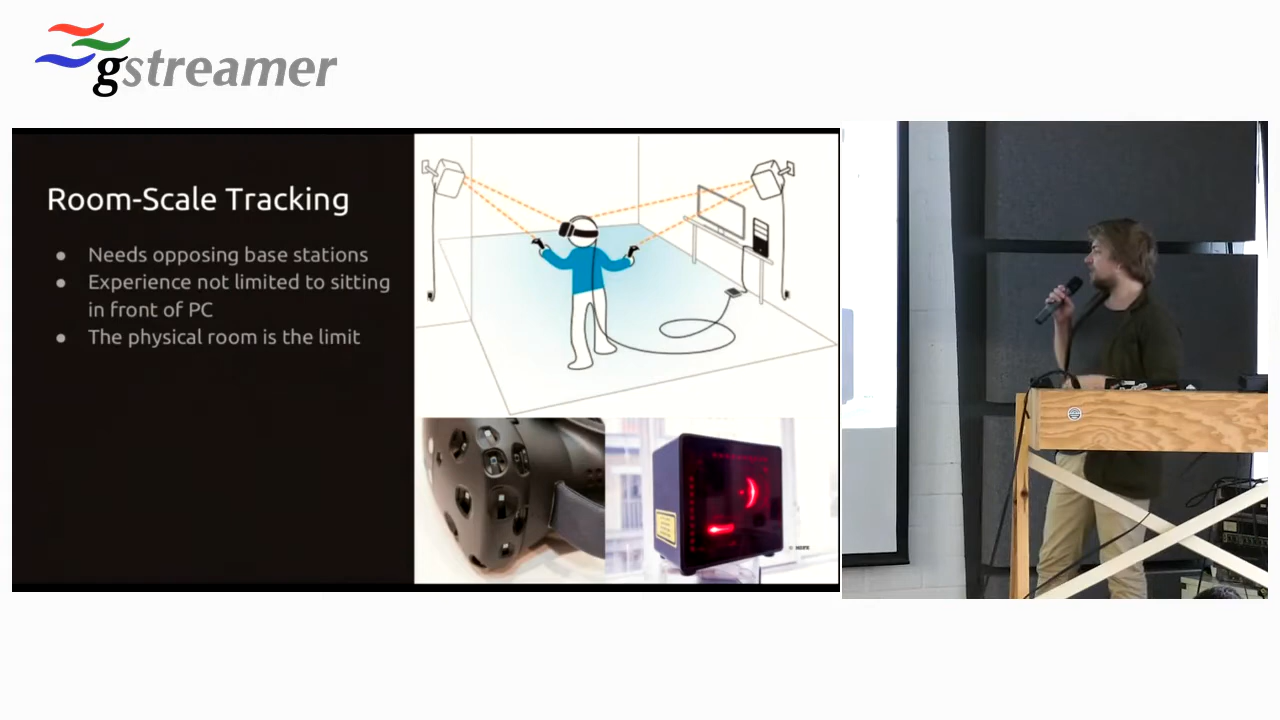 gstreamer
Room-Scale Tracking
● Needs opposing base stations
● Experience not limited to sitting
in front of PC
● The physical room is the limit